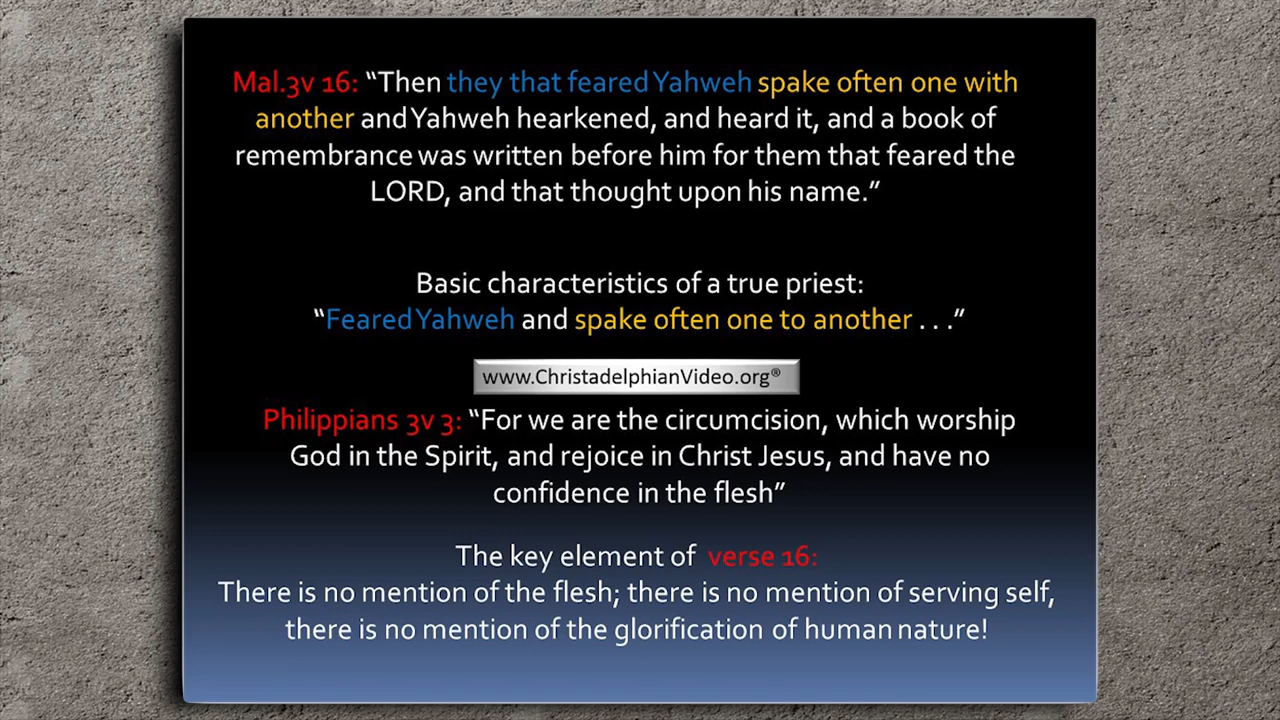 Mal.3v 16: “Then they that feared Yahweh spake often one with
another and Yahweh hearkened, and heard it, and a book of
remembrance was written before him for them that feared the
LORD, and that thought upon his name.”
Basic characteristics of a true priest:
“Feared Yahweh and spake often one to another . . .”
www.ChristadelphianVideo.org®
Philippians 3v 3: “For we are the circumcision, which worship
God in the Spirit, and rejoice in Christ Jesus, and have no
confidence in the flesh”
The key element of verse 16:
There is no mention of the flesh; there is no mention of serving self,
there is no mention of the glorification of human nature!